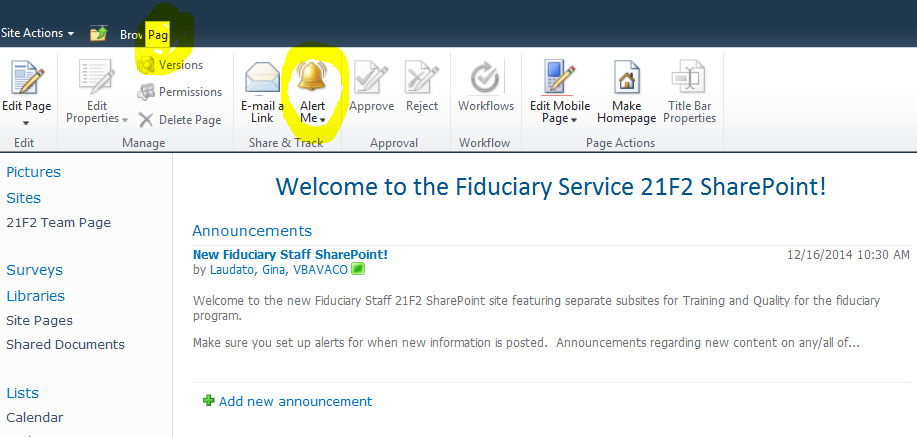 Site Actions Brow Pag
Edit Page
Edit
Edit Properties
Versions
Permissions
Delete Page
Manage
E-mail a Link
Alert Me
Share & Track
Approve
Reject
Approval
Workflows
Workflow
Edit Mobile Page
Make Homepage
Title Bar Properties
Page Actions
Pictures
Sites
21F2 Team Page
Surveys
Libraries
Site Pages
Shared Documents
Lists
Calendar
Welcome to the Fiduciary Service 21F2 SharePoint!
Announcements
New Fiduciary Staff SharePoint! 12/16/2014 10:30 AM
by Laudato, Gina, VBAVACO
Welcome to the new Fiduciary Staff 21F2 SharePoint site featuring separate subsites for Training and Quality for the fiduciary
program.
Make sure you set up alerts for when new information is posted. Announcements regarding new content on any/all of...
Add new announcement